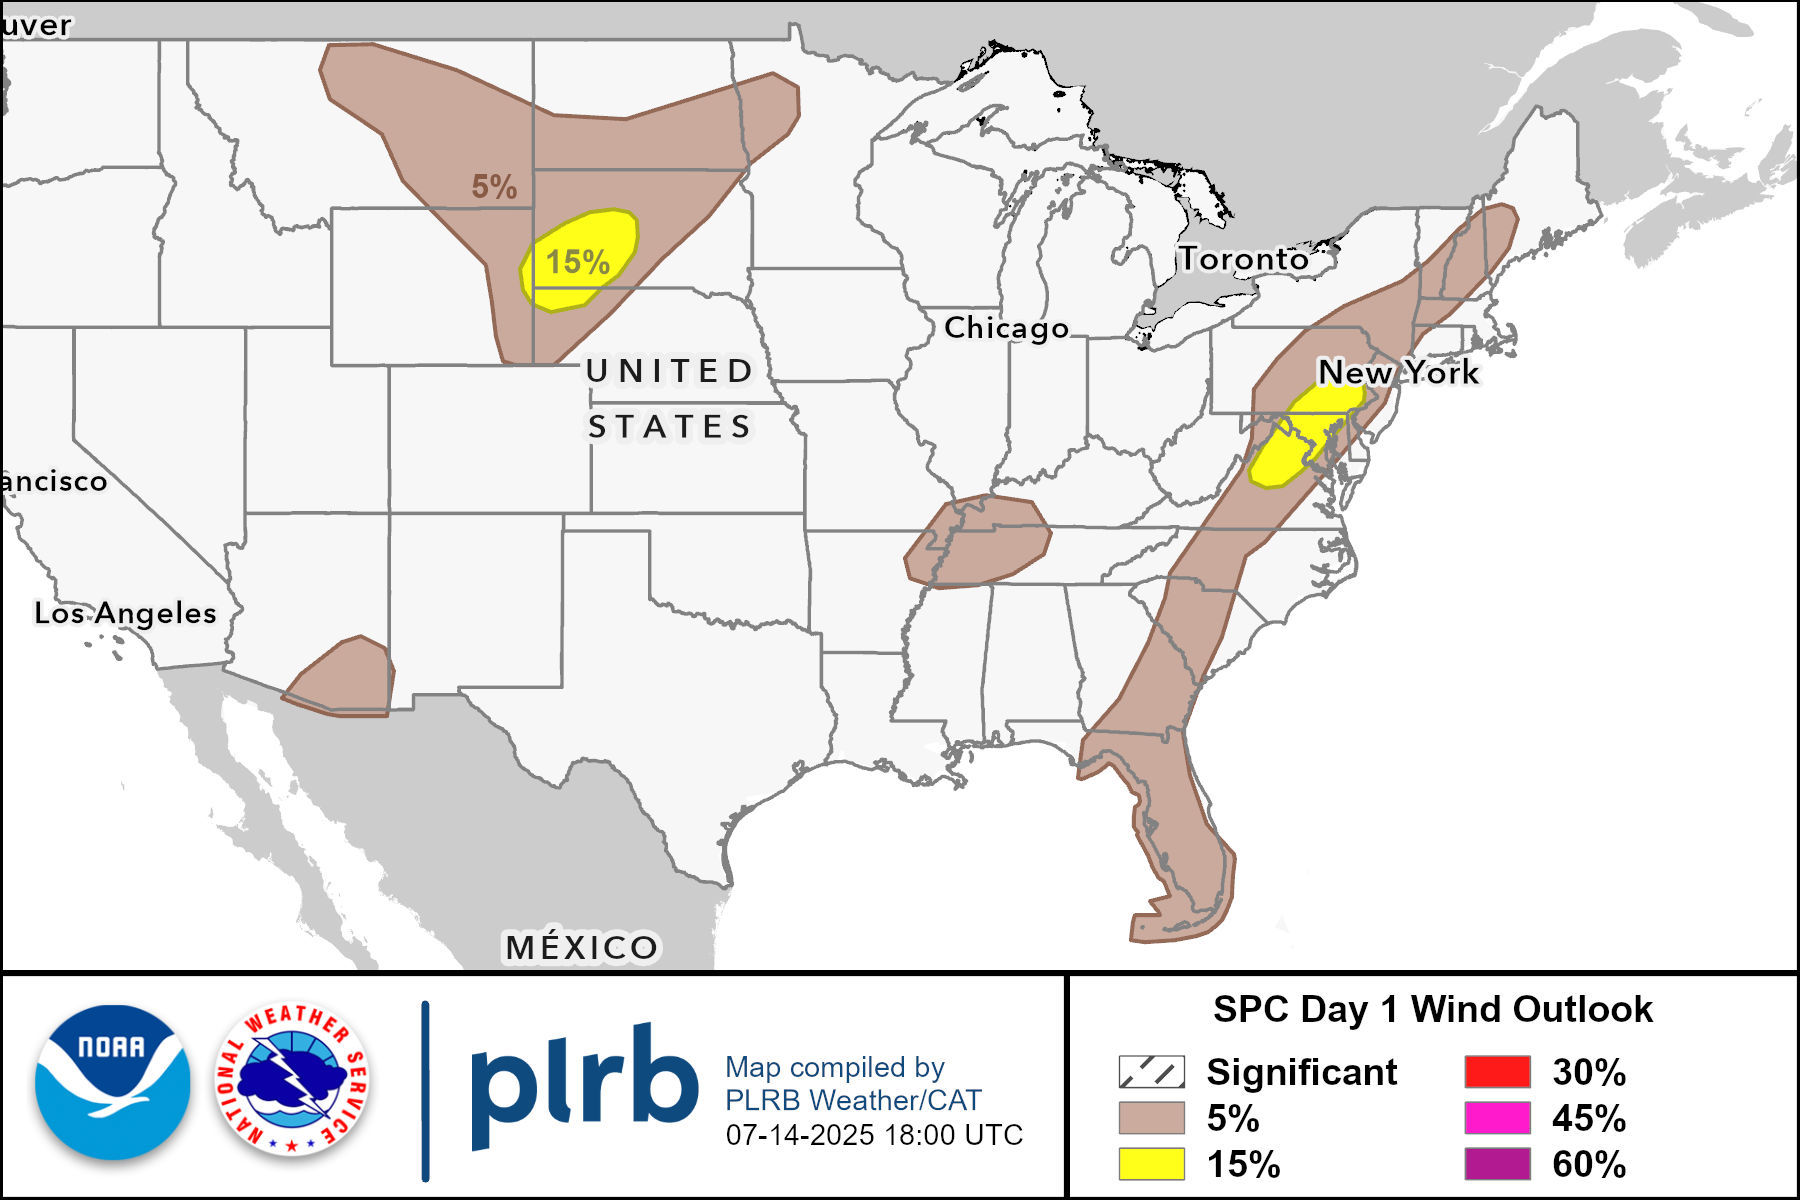 uver
5%
15%
Toronto
Chicago
New York
UNITED
STATES
ancisco
Los Angeles
MÉXICO
NOAA
NATIONAL WEATHER SERVICE
plrb
Map compiled by
PLRB Weather/CAT
07-14-2025 18:00 UTC
SPC Day 1 Wind Outlook
Significant
5%
15%
30%
45%
60%